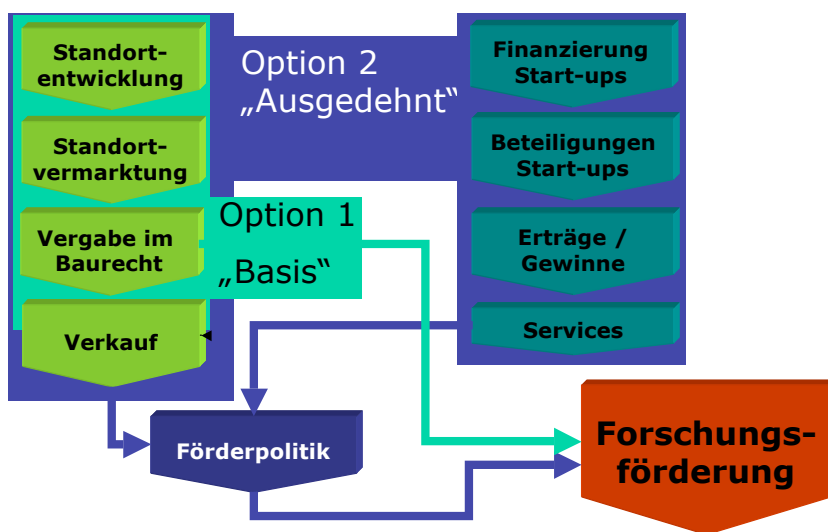 Standort-
entwicklung
Standort-
vermarktung
Vergabe im
Baurecht
Verkauf
Option 2
„Ausgedehnt“
Option 1
„Basis“
Finanzierung
Start-ups
Beteiligungen
Start-ups
Erträge /
Gewinne
Services
Förderpolitik
Forschungs-
förderung